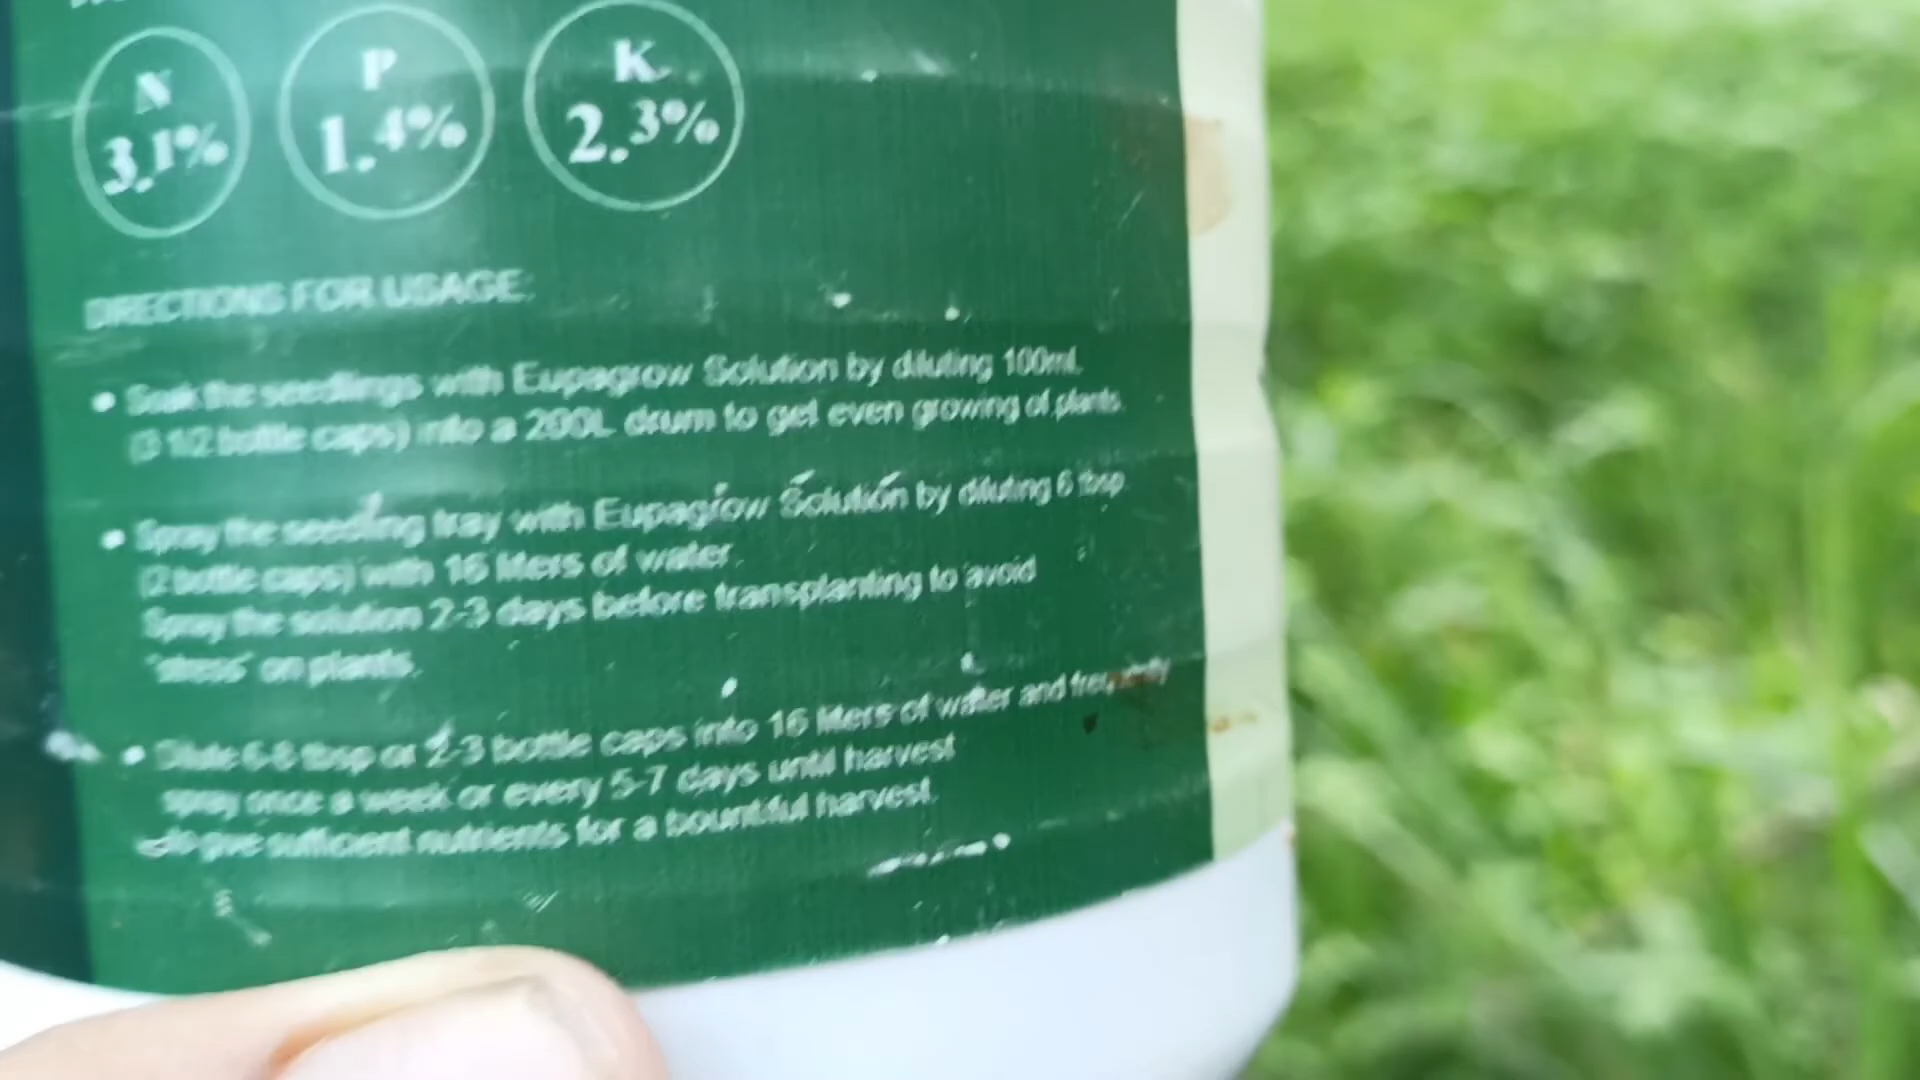 N
3.1%
P
1.4%
K
2.3%
DIRECTIONS FOR USAGE:
• Soak the seedlings with Eupagrow Solution by diluting 100ml.
(3 1/2 bottle caps) into a 200L drum to get even growing of plants.
• Spray the seedling tray with Eupagrow Solution by diluting 6 tbsp
(2 bottle caps) with 16 liters of water.
Spray the solution 2-3 days before transplanting to avoid
"stress" on plants.
• Dilute 6-8 tbsp or 2-3 bottle caps into 16 liters of water and frequently
spray once a week or every 5-7 days until harvest
to give sufficient nutrients for a bountiful harvest.